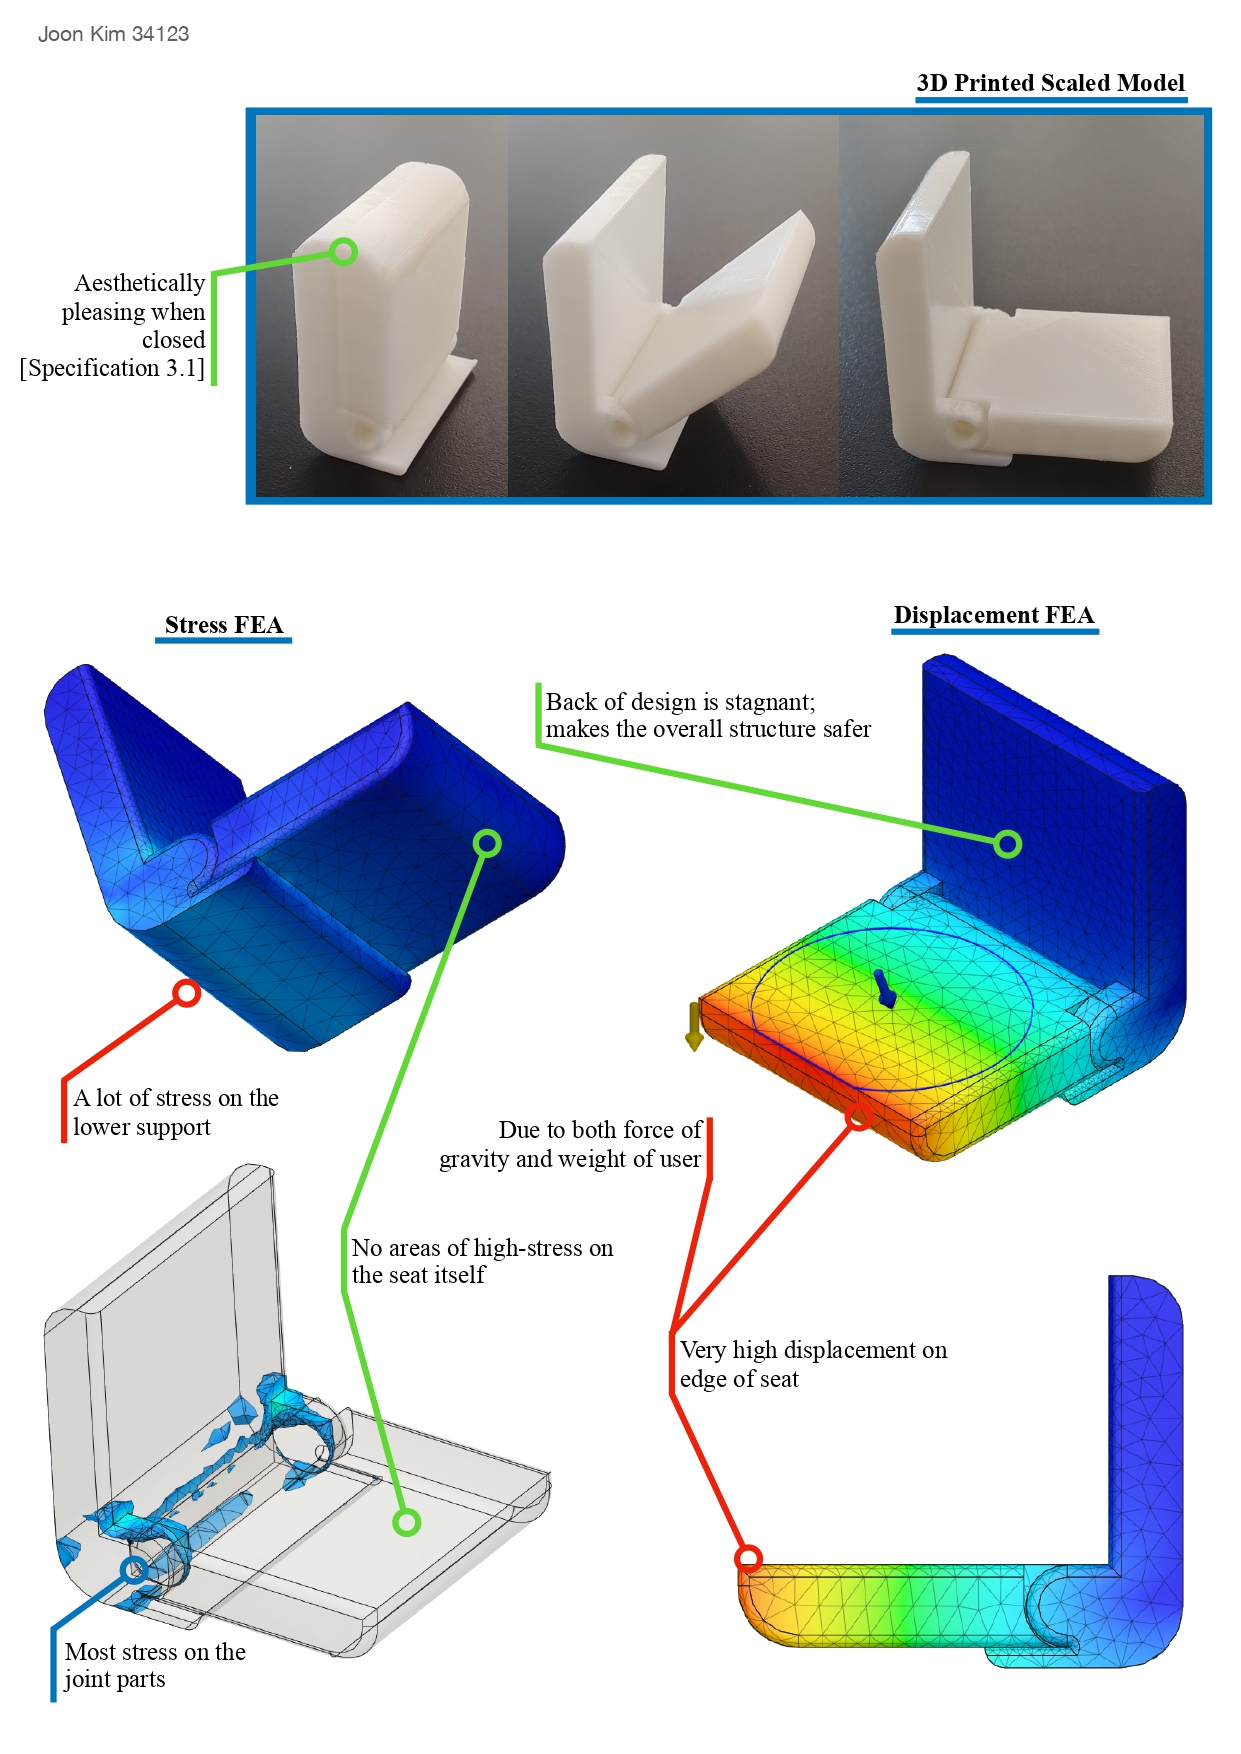 Joon Kim 34123
3D Printed Scaled Model
Aesthetically
pleasing when
closed
[Specification 3.1]
Stress FEA
Displacement FEA
Back of design is stagnant;
makes the overall structure safer
A lot of stress on the
lower support
Due to both force of
gravity and weight of user
No areas of high-stress on
the seat itself
Very high displacement on
edge of seat
Most stress on the
joint parts